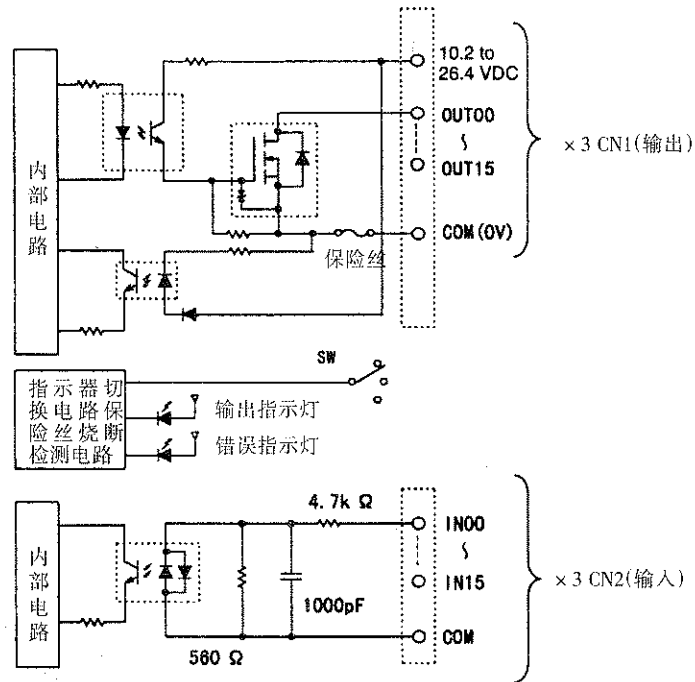 内部电路
10.2 to
26.4 VDC
OUT00
~
OUT15
COM(0V)
保险丝
×3 CN1(输出)
SW
指示器切
换电路保
险丝烧断
检测电路
输出指示灯
错误指示灯
内部电路
4.7k Ω
1000pF
560 Ω
IN00
~
IN15
COM
×3 CN2(输入)